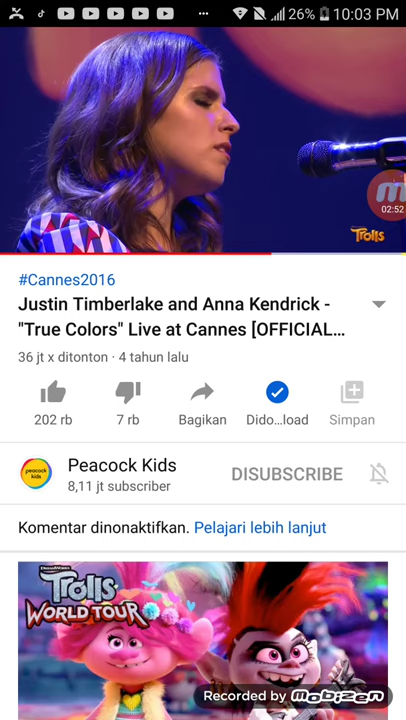 26% 10:03 PM
02:52
Trolls
#Cannes2016
Justin Timberlake and Anna Kendrick -
"True Colors" Live at Cannes [OFFICIAL...
36 jt x ditonton · 4 tahun lalu
202 rb
7 rb
Bagikan
Dido...load
Simpan
peacock
kids
Peacock Kids
8,11 jt subscriber
DISUBSCRIBE
Komentar dinonaktifkan. Pelajari lebih lanjut
DreamWorks
Trolls
WORLD TOUR
Recorded by mobizen